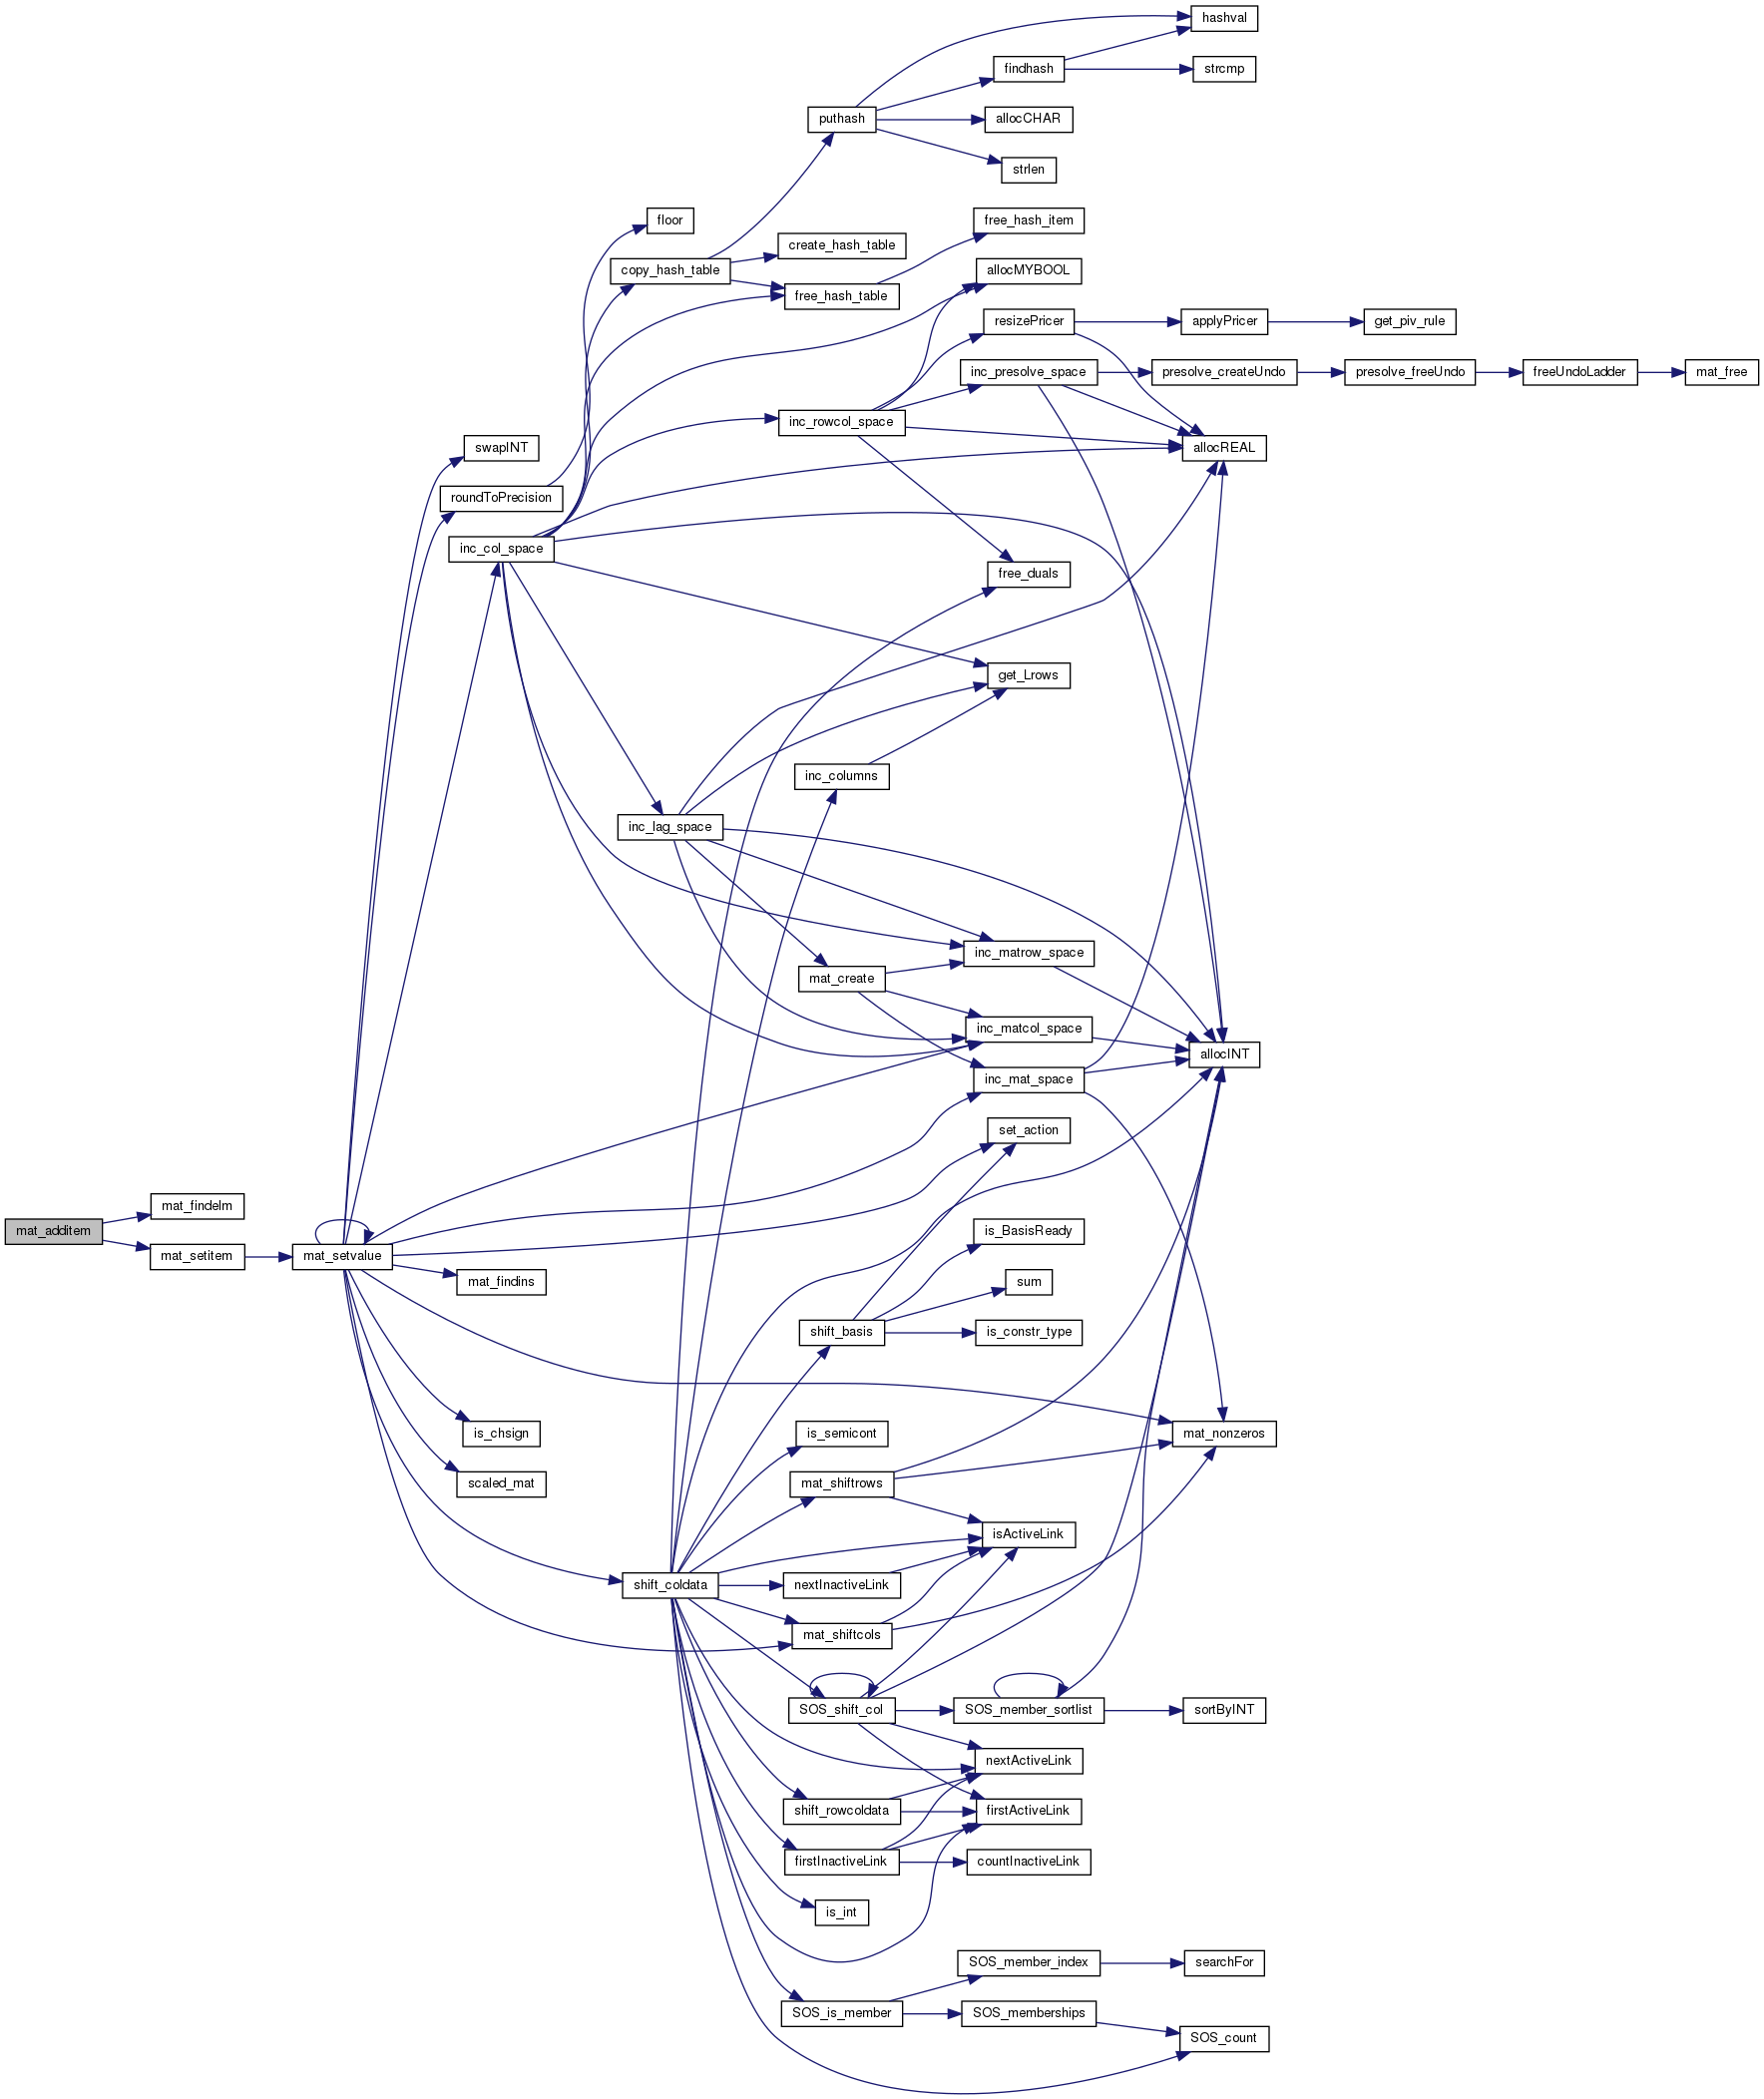 hashval
findhash
strcmp
puthash
allocCHAR
strlen
floor
free_hash_item
create_hash_table
copy_hash_table
allocMYBOOL
free_hash_table
resizePricer
applyPricer
get_piv_rule
inc_presolve_space
presolve_createUndo
presolve_freeUndo
freeUndoLadder
mat_free
inc_rowcol_space
swapINT
allocREAL
roundToPrecision
inc_col_space
free_duals
get_Lrows
inc_columns
inc_lag_space
inc_matrow_space
mat_create
inc_matcol_space
allocINT
inc_mat_space
set_action
mat_findelm
mat_additem
is_BasisReady
mat_setitem
mat_setvalue
mat_findins
sum
shift_basis
is_constr_type
is_chsign
is_semicont
mat_nonzeros
scaled_mat
mat_shiftrows
isActiveLink
shift_coldata
nextInactiveLink
mat_shiftcols
SOS_shift_col
SOS_member_sortlist
sortByINT
nextActiveLink
shift_rowcoldata
firstActiveLink
firstInactiveLink
countInactiveLink
is_int
SOS_member_index
searchFor
SOS_is_member
SOS_memberships
SOS_count